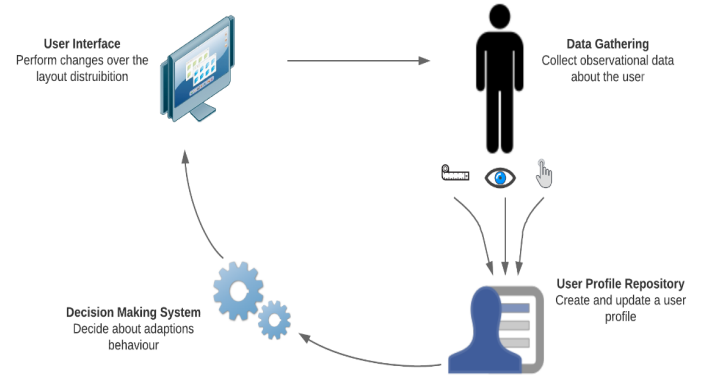 User Interface
Perform changes over the
layout distruibition
Data Gathering
Collect observational data
about the user
User Profile Repository
Create and update a user
profile
Decision Making System
Decide about adaptions
behaviour